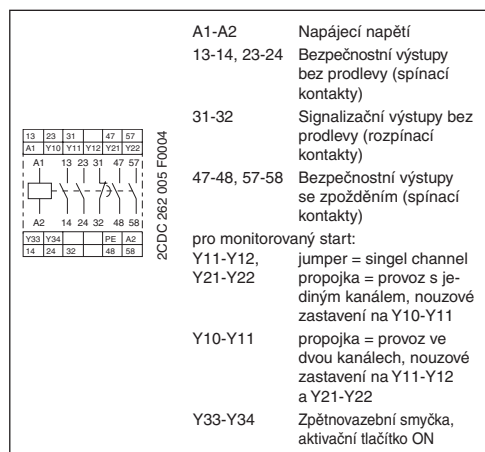 13 23 31 47 57
A1 Y10 Y11 Y12 Y21 Y22
A1 13 23 31 47 57
A2 14 24 32 48 58
Y33 Y34 PE A2
14 24 32 48 58
2CDC 262 005 F0004
A1-A2 Napájecí napětí
13-14, 23-24 Bezpečnostní výstupy
bez prodlevy (spínací
kontakty)
31-32 Signalizační výstupy bez
prodlevy (rozpínací
kontakty)
47-48, 57-58 Bezpečnostní výstupy
se zpožděním (spínací
kontakty)
pro monitorovaný start:
Y11-Y12, jumper = singel channel
Y21-Y22 propojka = provoz s je-
diným kanálem, nouzové
zastavení na Y10-Y11
Y10-Y11 propojka = provoz ve
dvou kanálech, nouzové
zastavení na Y11-Y12
a Y21-Y22
Y33-Y34 Zpětnovazební smyčka,
aktivační tlačítko ON